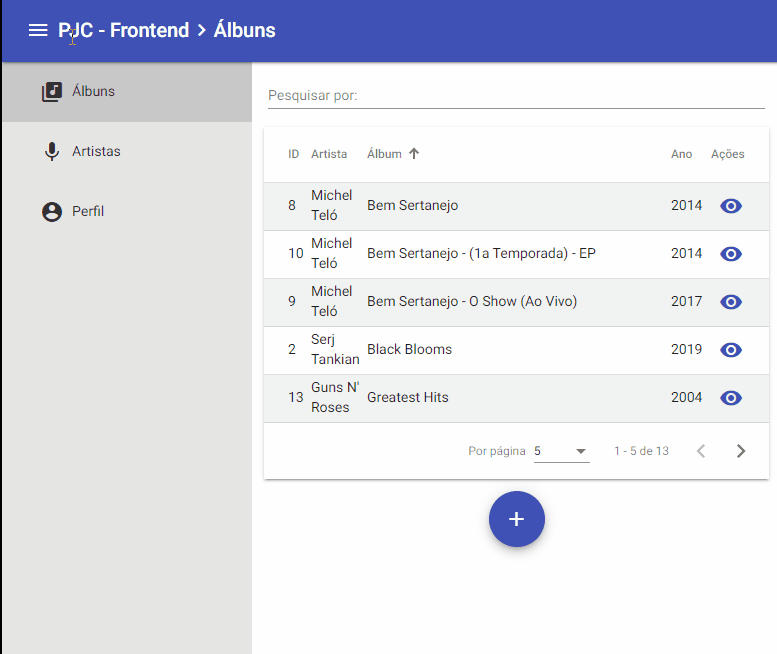 PJC - Frontend > Álbuns
Álbuns
Artistas
Perfil
Pesquisar por:
ID Artista Álbum Ano Ações
8 Michel Teló Bem Sertanejo 2014
10 Michel Teló Bem Sertanejo - (1a Temporada) - EP 2014
9 Michel Teló Bem Sertanejo - O Show (Ao Vivo) 2017
2 Serj Tankian Black Blooms 2019
13 Guns N' Roses Greatest Hits 2004
Por página 5 1 - 5 de 13